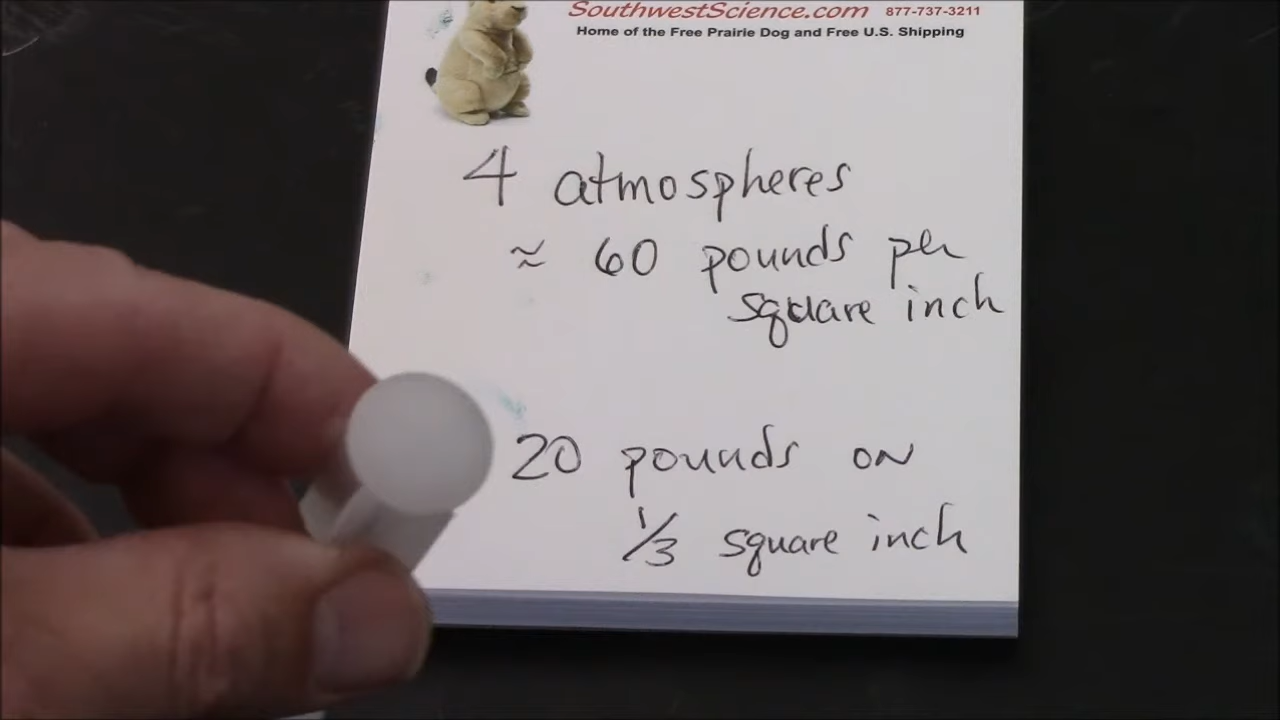 SouthwestScience.com 877-737-3211
Home of the Free Prairie Dog and Free U.S. Shipping
4 atmospheres
≈ 60 pounds per
square inch
20 pounds on
1/3 square inch